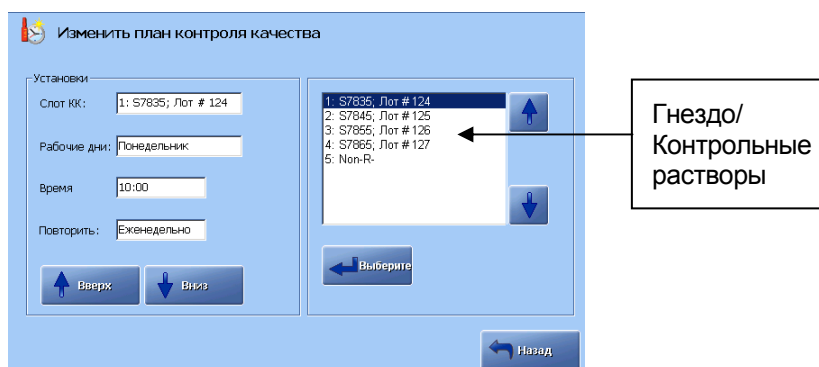 Изменить план контроля качества
Установки
Слот КК: 1: S7835; Лот # 124
Рабочие дни: Понедельник
Время 10:00
Повторить: Еженедельно
Вверх Вниз
1: S7835; Лот # 124
2: S7845; Лот # 125
3: S7855; Лот # 126
4: S7865; Лот # 127
5: Non-R-
Выберите
Назад
Гнездо/
Контрольные
растворы